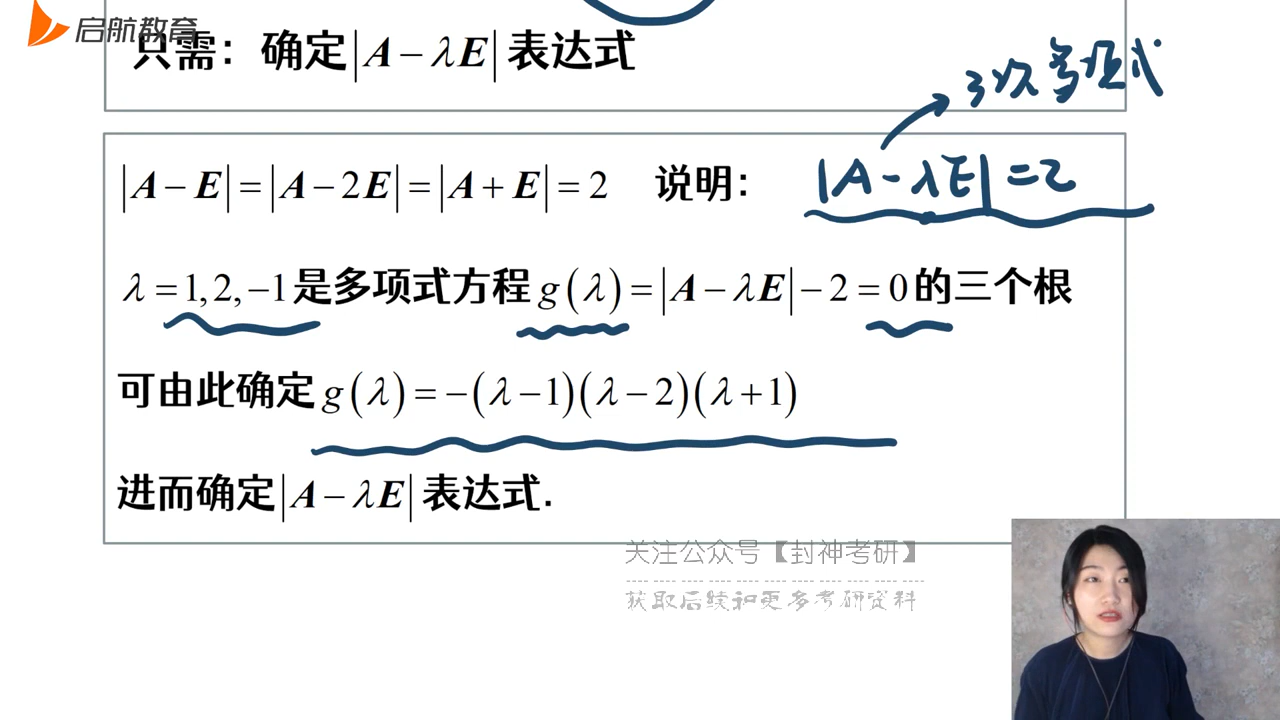 启航教育
只需：确定|A－λE|表达式
3次多项式
|A－E|＝|A－2E|＝|A＋E|＝2 说明： |A－λE|＝2
λ＝1,2,－1是多项式方程g(λ)＝|A－λE|－2＝0的三个根
可由此确定g(λ)＝－(λ－1)(λ－2)(λ＋1)
进而确定|A－λE|表达式.
关注公众号【封神考研】
获取后续和更多考研资料